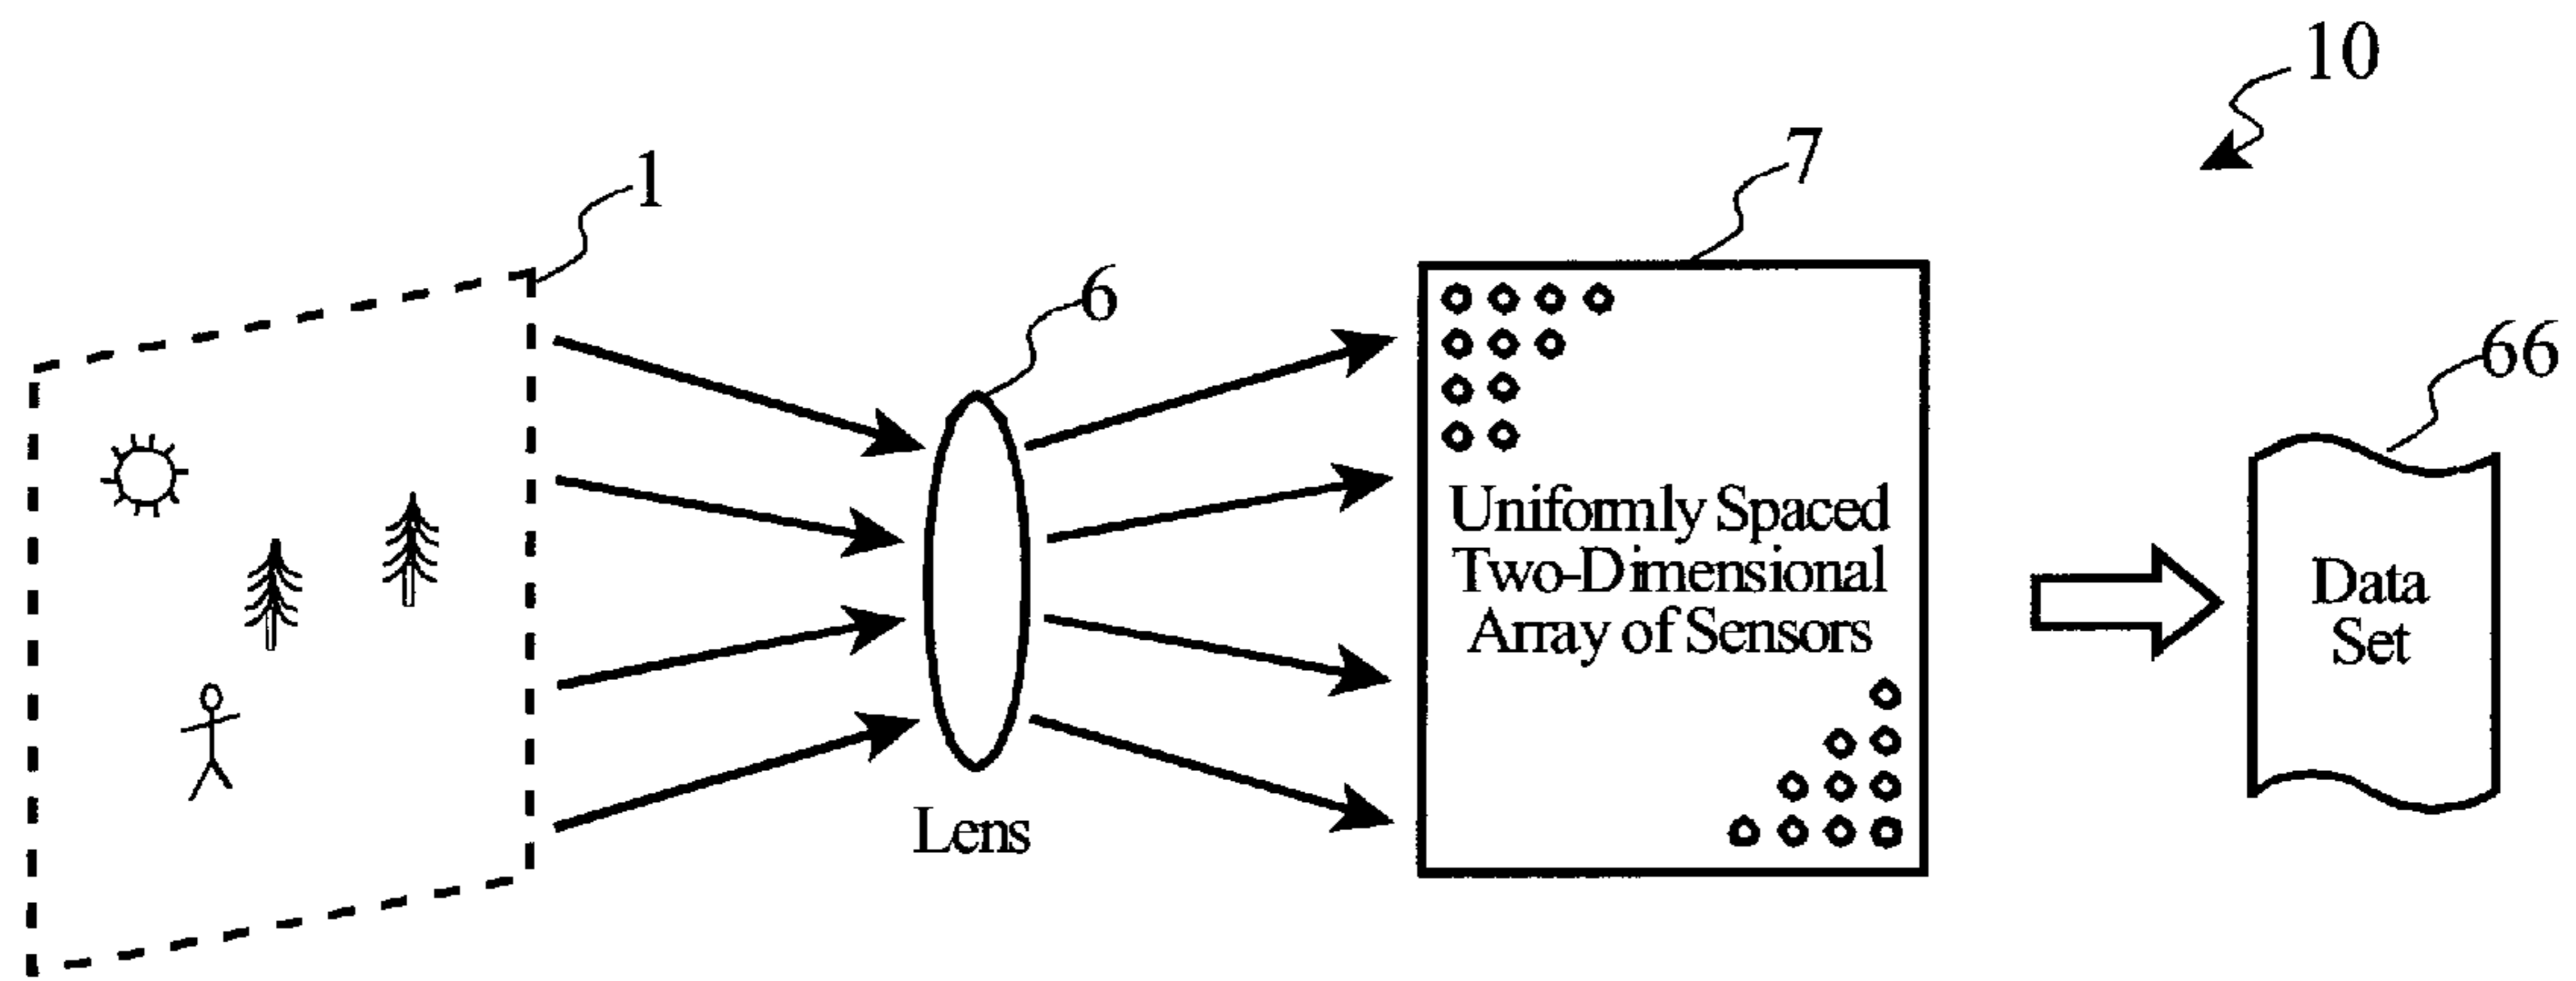 10
7
1
6
66
Uniformly Spaced
Two-Dimensional
Array of Sensors
Data
Set
Lens